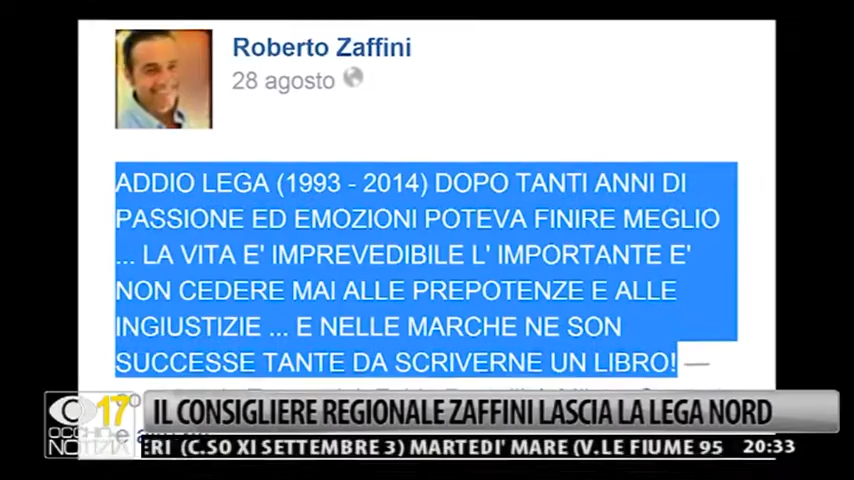 Roberto Zaffini
28 agosto
ADDIO LEGA (1993 - 2014) DOPO TANTI ANNI DI
PASSIONE ED EMOZIONI POTEVA FINIRE MEGLIO
... LA VITA E' IMPREVEDIBILE L' IMPORTANTE E'
NON CEDERE MAI ALLE PREPOTENZE E ALLE
INGIUSTIZIE ... E NELLE MARCHE NE SON
SUCCESSE TANTE DA SCRIVERNE UN LIBRO! —
17
OCCHIO
NOTIZIA
IL CONSIGLIERE REGIONALE ZAFFINI LASCIA LA LEGA NORD
ERI (C.SO XI SETTEMBRE 3) MARTEDI' MARE (V.LE FIUME 95
20:33